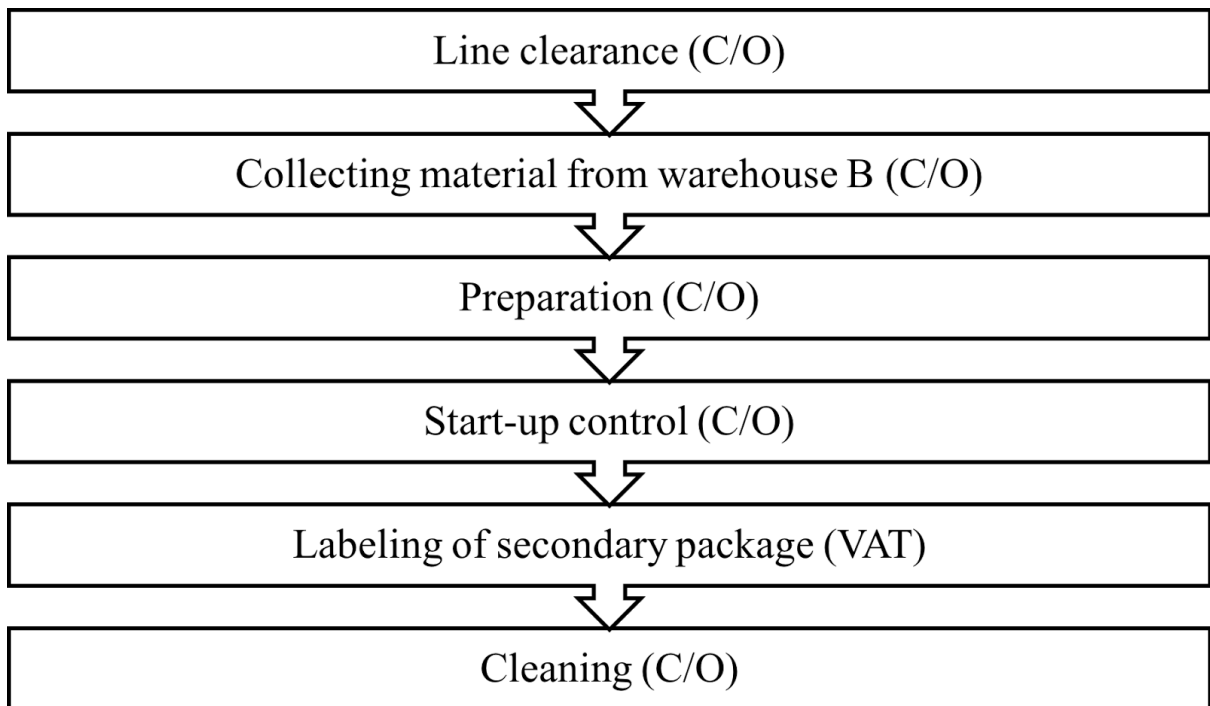 Line clearance (C/O)
Collecting material from warehouse B (C/O)
Preparation (C/O)
Start-up control (C/O)
Labeling of secondary package (VAT)
Cleaning (C/O)